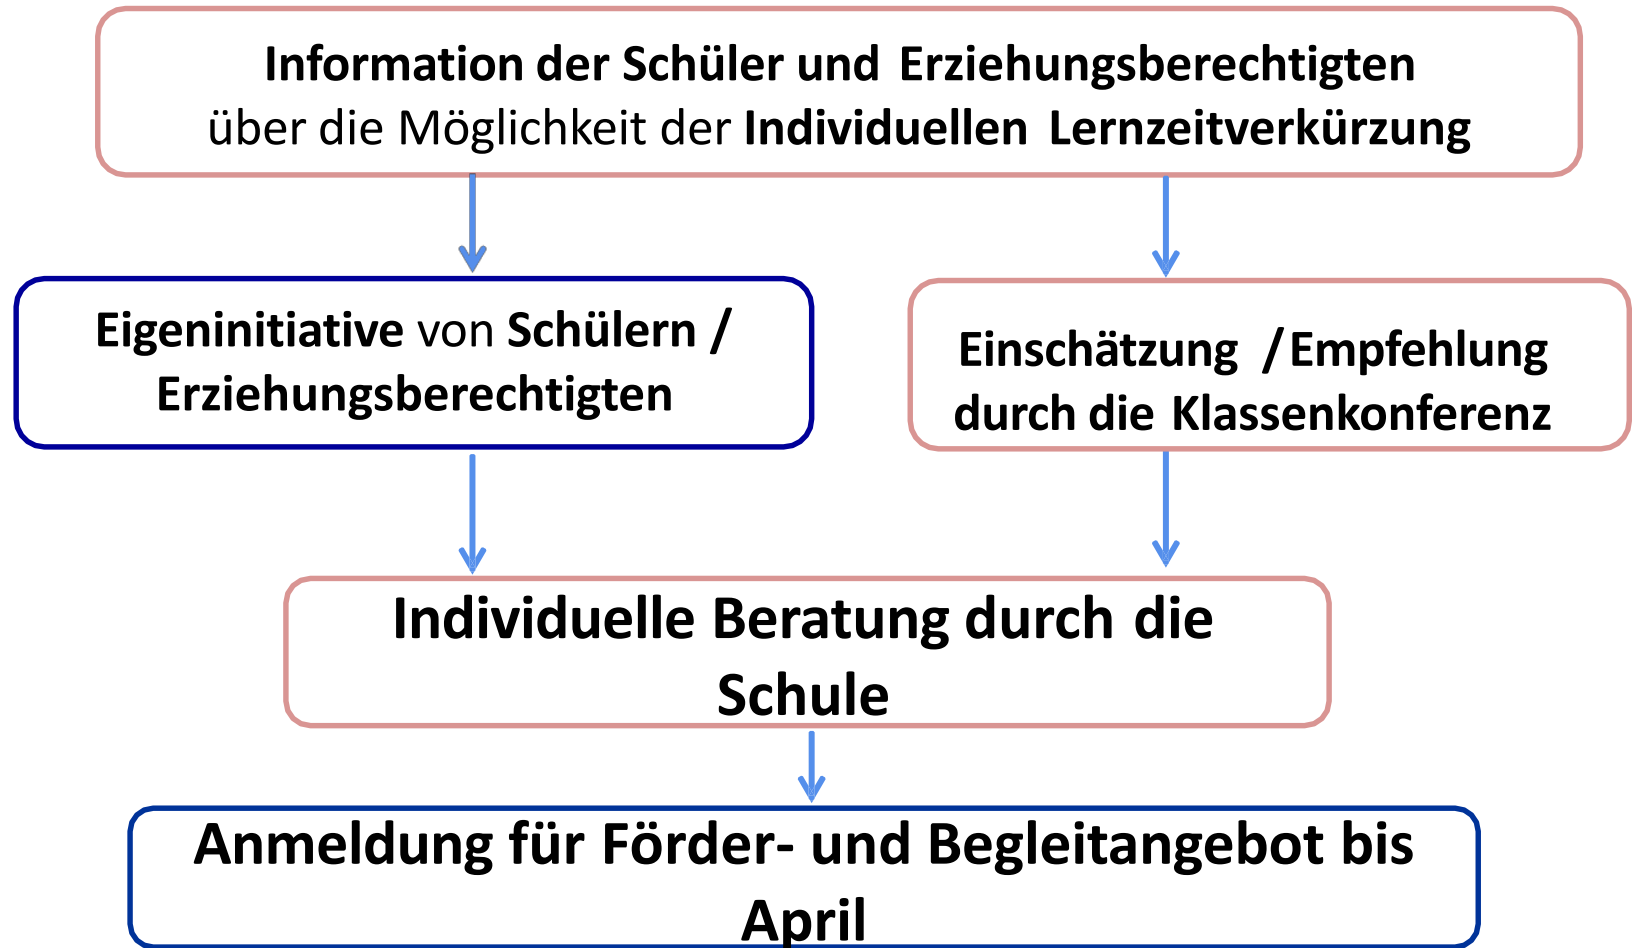 Information der Schüler und Erziehungsberechtigten
über die Möglichkeit der Individuellen Lernzeitverkürzung
Eigeninitiative von Schülern /
Erziehungsberechtigten
Einschätzung /Empfehlung
durch die Klassenkonferenz
Individuelle Beratung durch die
Schule
Anmeldung für Förder- und Begleitangebot bis
April